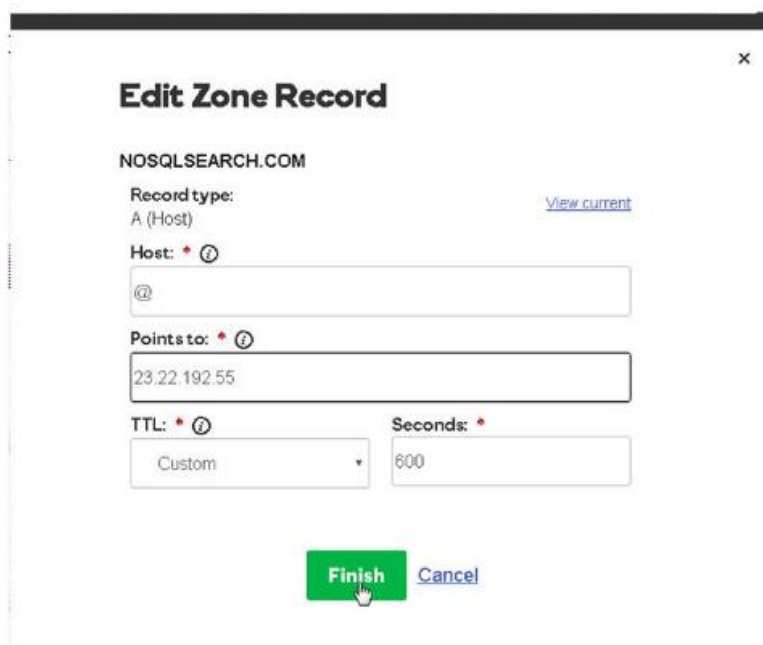 ×
Edit Zone Record
NOSQLSEARCH.COM
Record type:
View current
A (Host)
Host: *
@
Points to: *
23.22.192.55
TTL: * Seconds: *
Custom 600
Finish Cancel